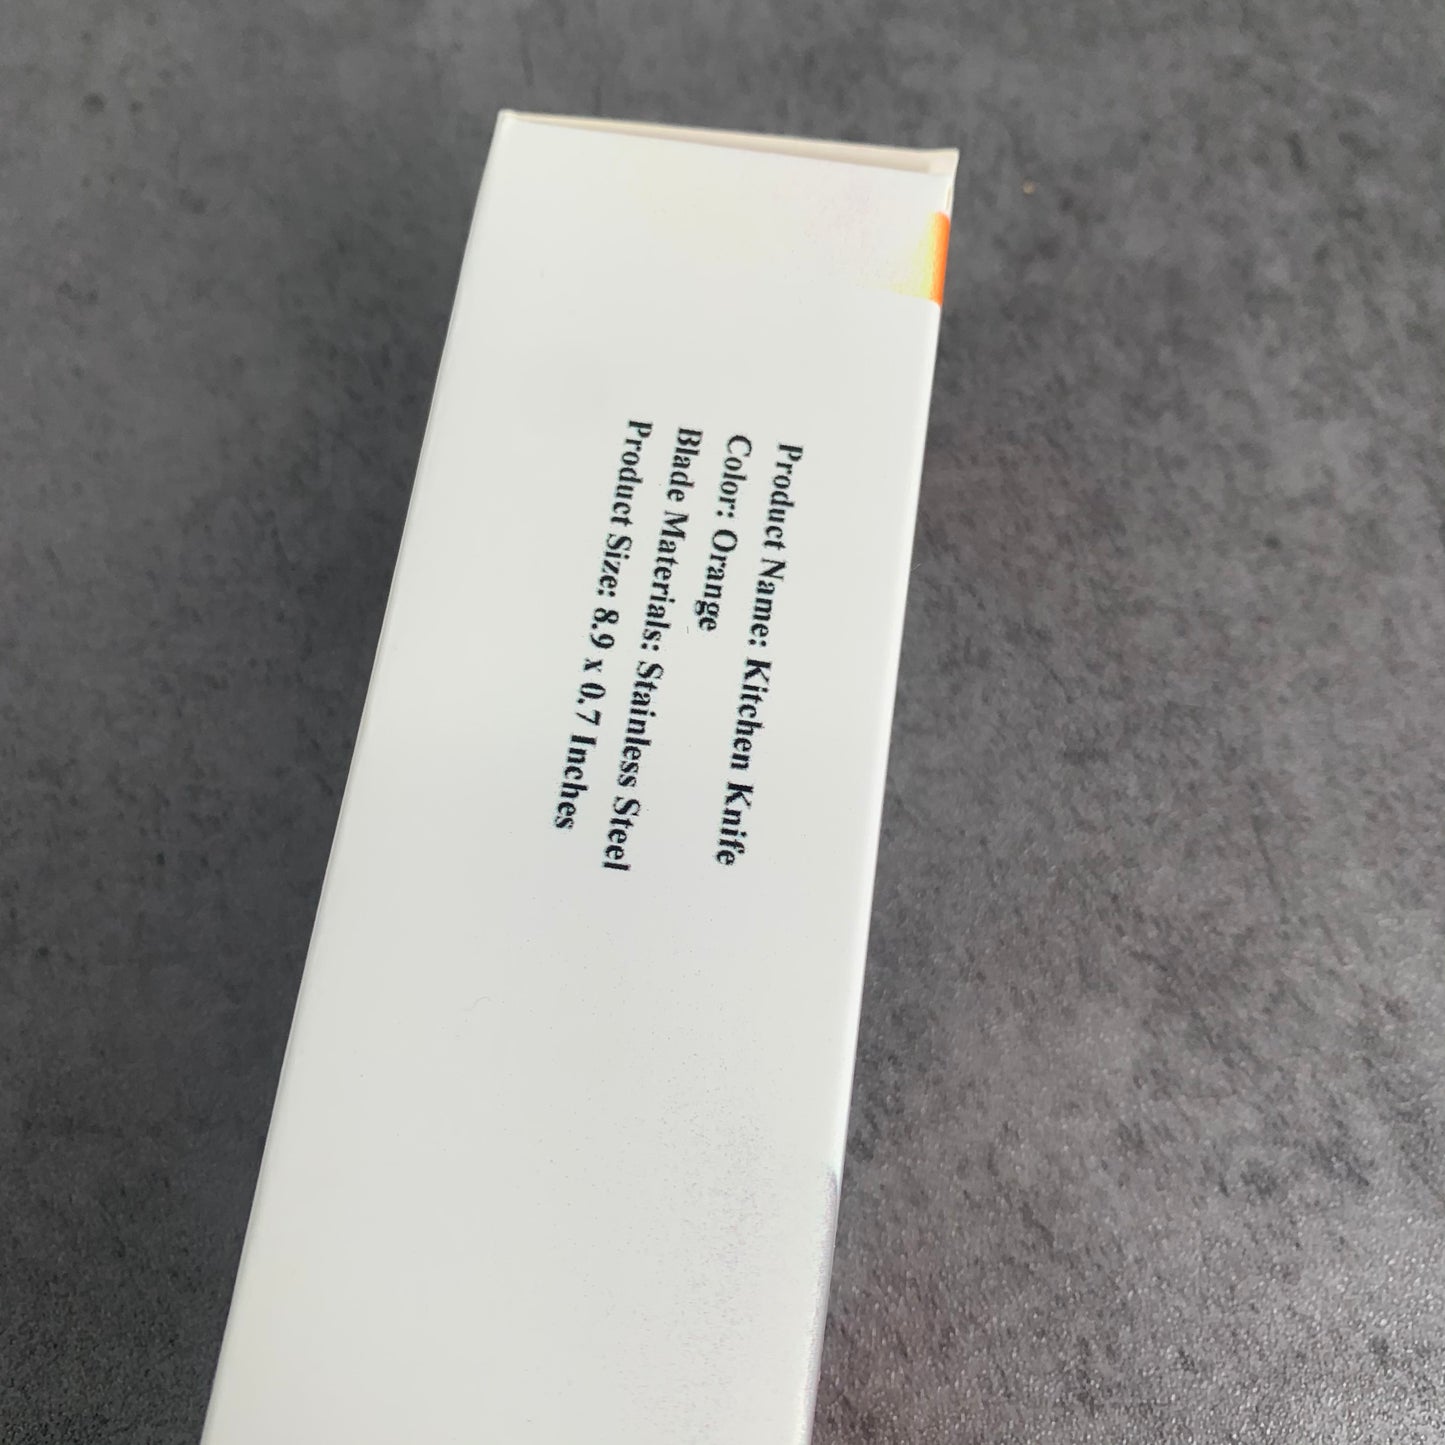 Product Name: Kitchen Knife
Color: Orange
Blade Materials: Stainless Steel
Product Size: 8.9 x 0.7 Inches